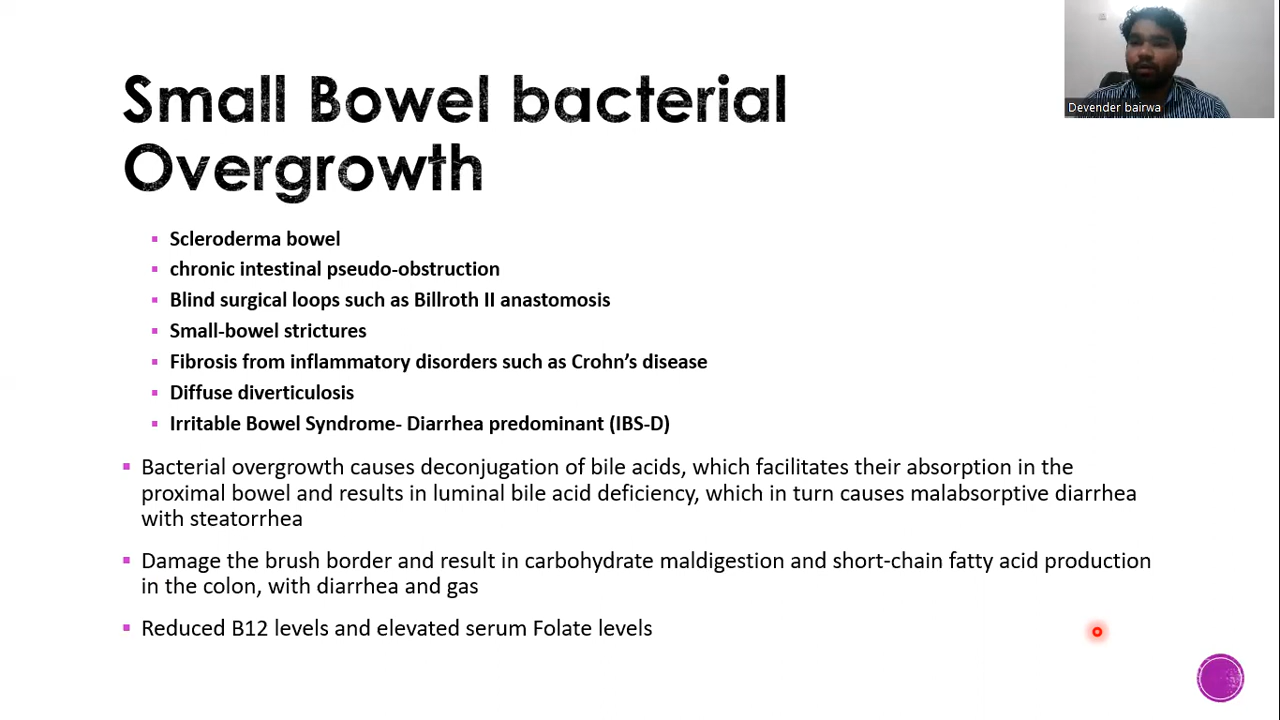 Devender bairwa
Small Bowel bacterial
Overgrowth
Scleroderma bowel
chronic intestinal pseudo-obstruction
Blind surgical loops such as Billroth II anastomosis
Small-bowel strictures
Fibrosis from inflammatory disorders such as Crohn’s disease
Diffuse diverticulosis
Irritable Bowel Syndrome- Diarrhea predominant (IBS-D)
Bacterial overgrowth causes deconjugation of bile acids, which facilitates their absorption in the
proximal bowel and results in luminal bile acid deficiency, which in turn causes malabsorptive diarrhea
with steatorrhea
Damage the brush border and result in carbohydrate maldigestion and short-chain fatty acid production
in the colon, with diarrhea and gas
Reduced B12 levels and elevated serum Folate levels